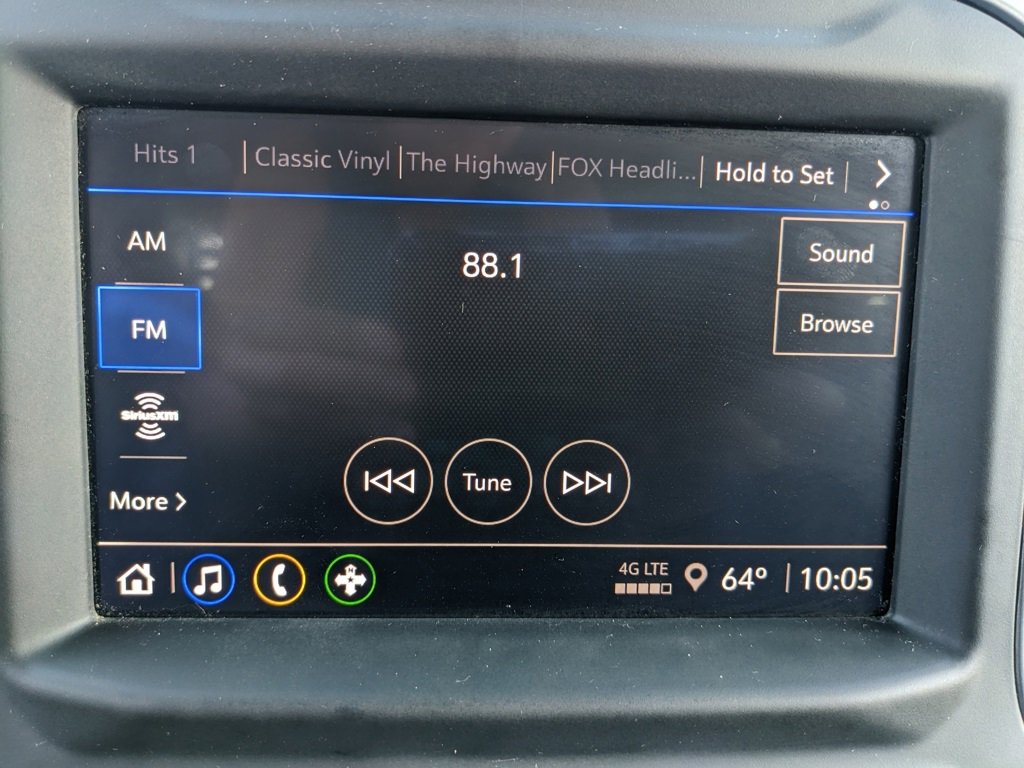 Hits 1 | Classic Vinyl | The Highway | FOX Headli... | Hold to Set |
AM
88.1
Sound
FM
Browse
SiriusXM
More
Tune
4G LTE 64° | 10:05